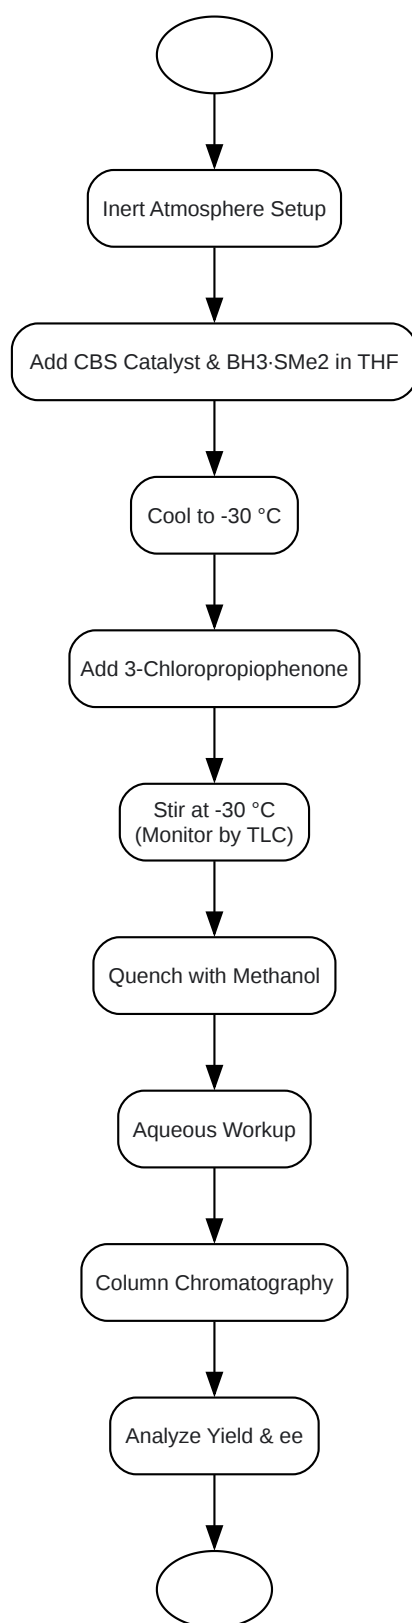 Inert Atmosphere Setup
Add CBS Catalyst & BH3·SMe2 in THF
Cool to -30 °C
Add 3-Chloropropiophenone
Stir at -30 °C
(Monitor by TLC)
Quench with Methanol
Aqueous Workup
Column Chromatography
Analyze Yield & ee